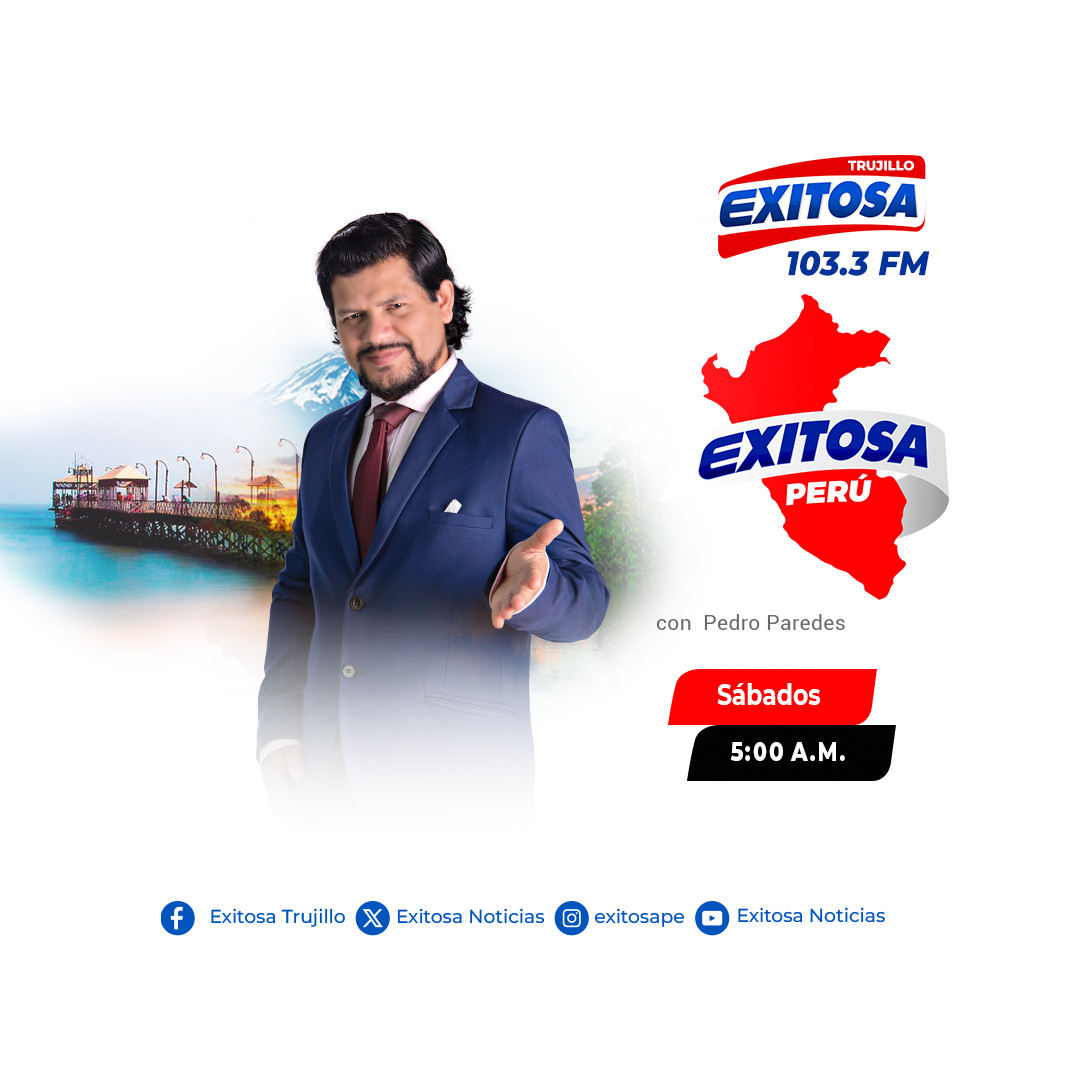 TRUJILLO
EXITOSA
103.3 FM
EXITOSA
PERÚ
con Pedro Paredes
Sábados
5:00 A.M.
Exitosa Trujillo Exitosa Noticias exitosape Exitosa Noticias